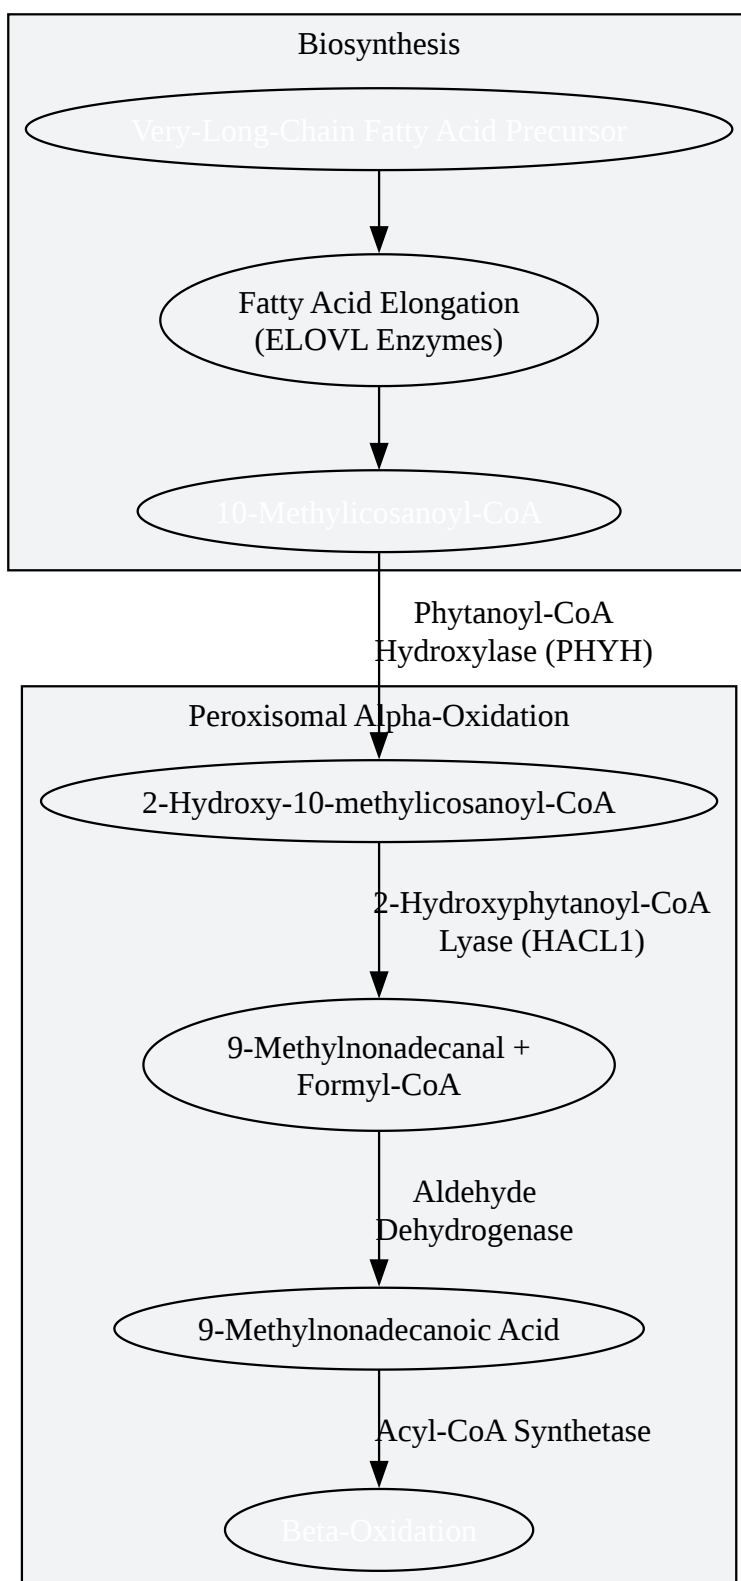 Biosynthesis
Very-Long-Chain Fatty Acid Precursor
Fatty Acid Elongation
(ELOVL Enzymes)
10-Methylicosanoyl-CoA
Phytanoyl-CoA
Hydroxylase (PHYH)
Peroxisomal Alpha-Oxidation
2-Hydroxy-10-methylicosanoyl-CoA
2-Hydroxyphytanoyl-CoA
Lyase (HACL1)
9-Methylnonadecanal +
Formyl-CoA
Aldehyde
Dehydrogenase
9-Methylnonadecanoic Acid
Acyl-CoA Synthetase
Beta-Oxidation